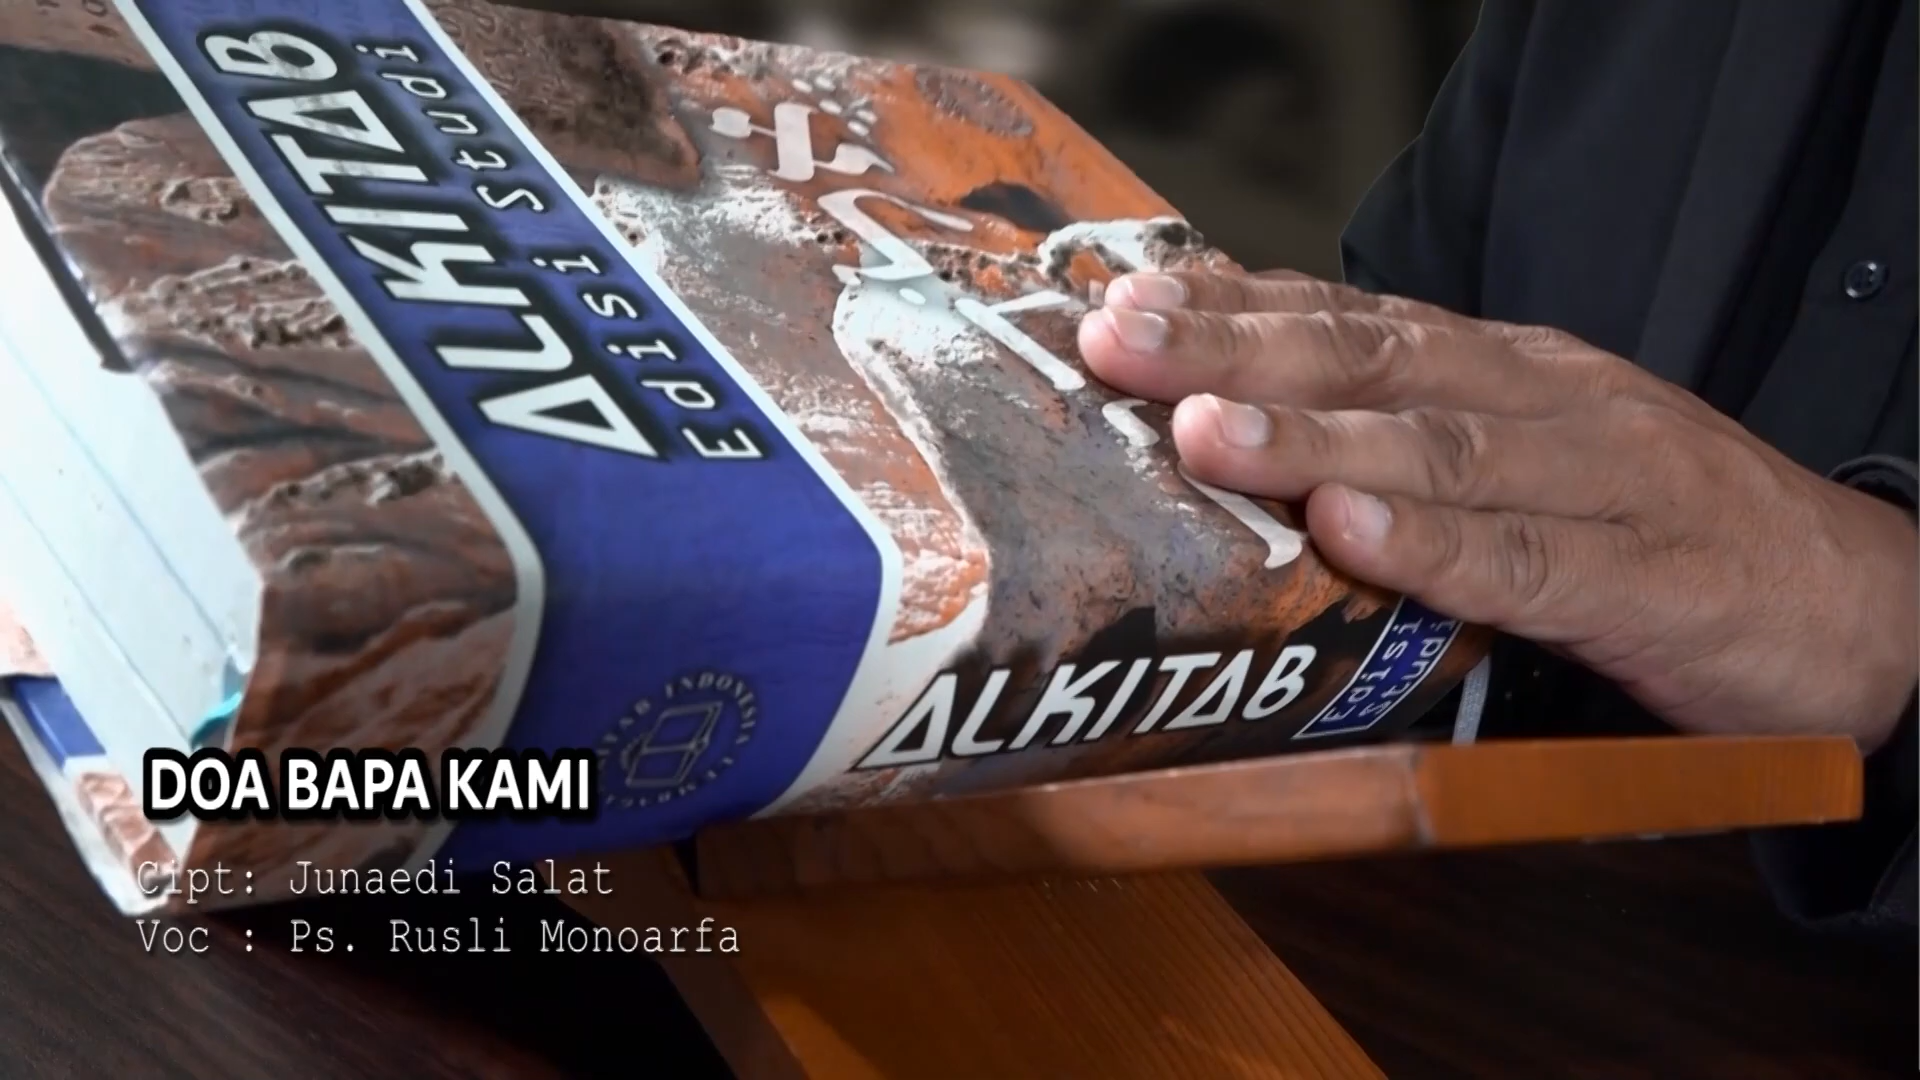 ALKITAB
Edisi Studi
ALKITAB
Edisi
Studi
DOA BAPA KAMI
Cipt: Junaedi Salat
Voc : Ps. Rusli Monoarfa